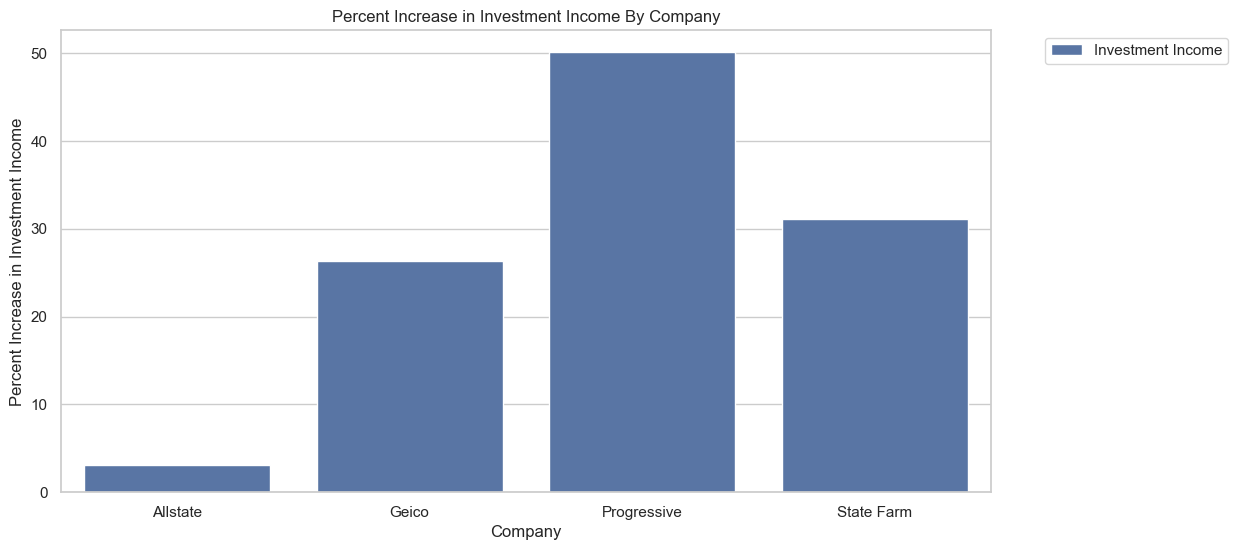 Percent Increase in Investment Income By Company
Investment Income
Percent Increase in Investment Income
50
40
30
20
10
0
Allstate
Geico
Progressive
State Farm
Company